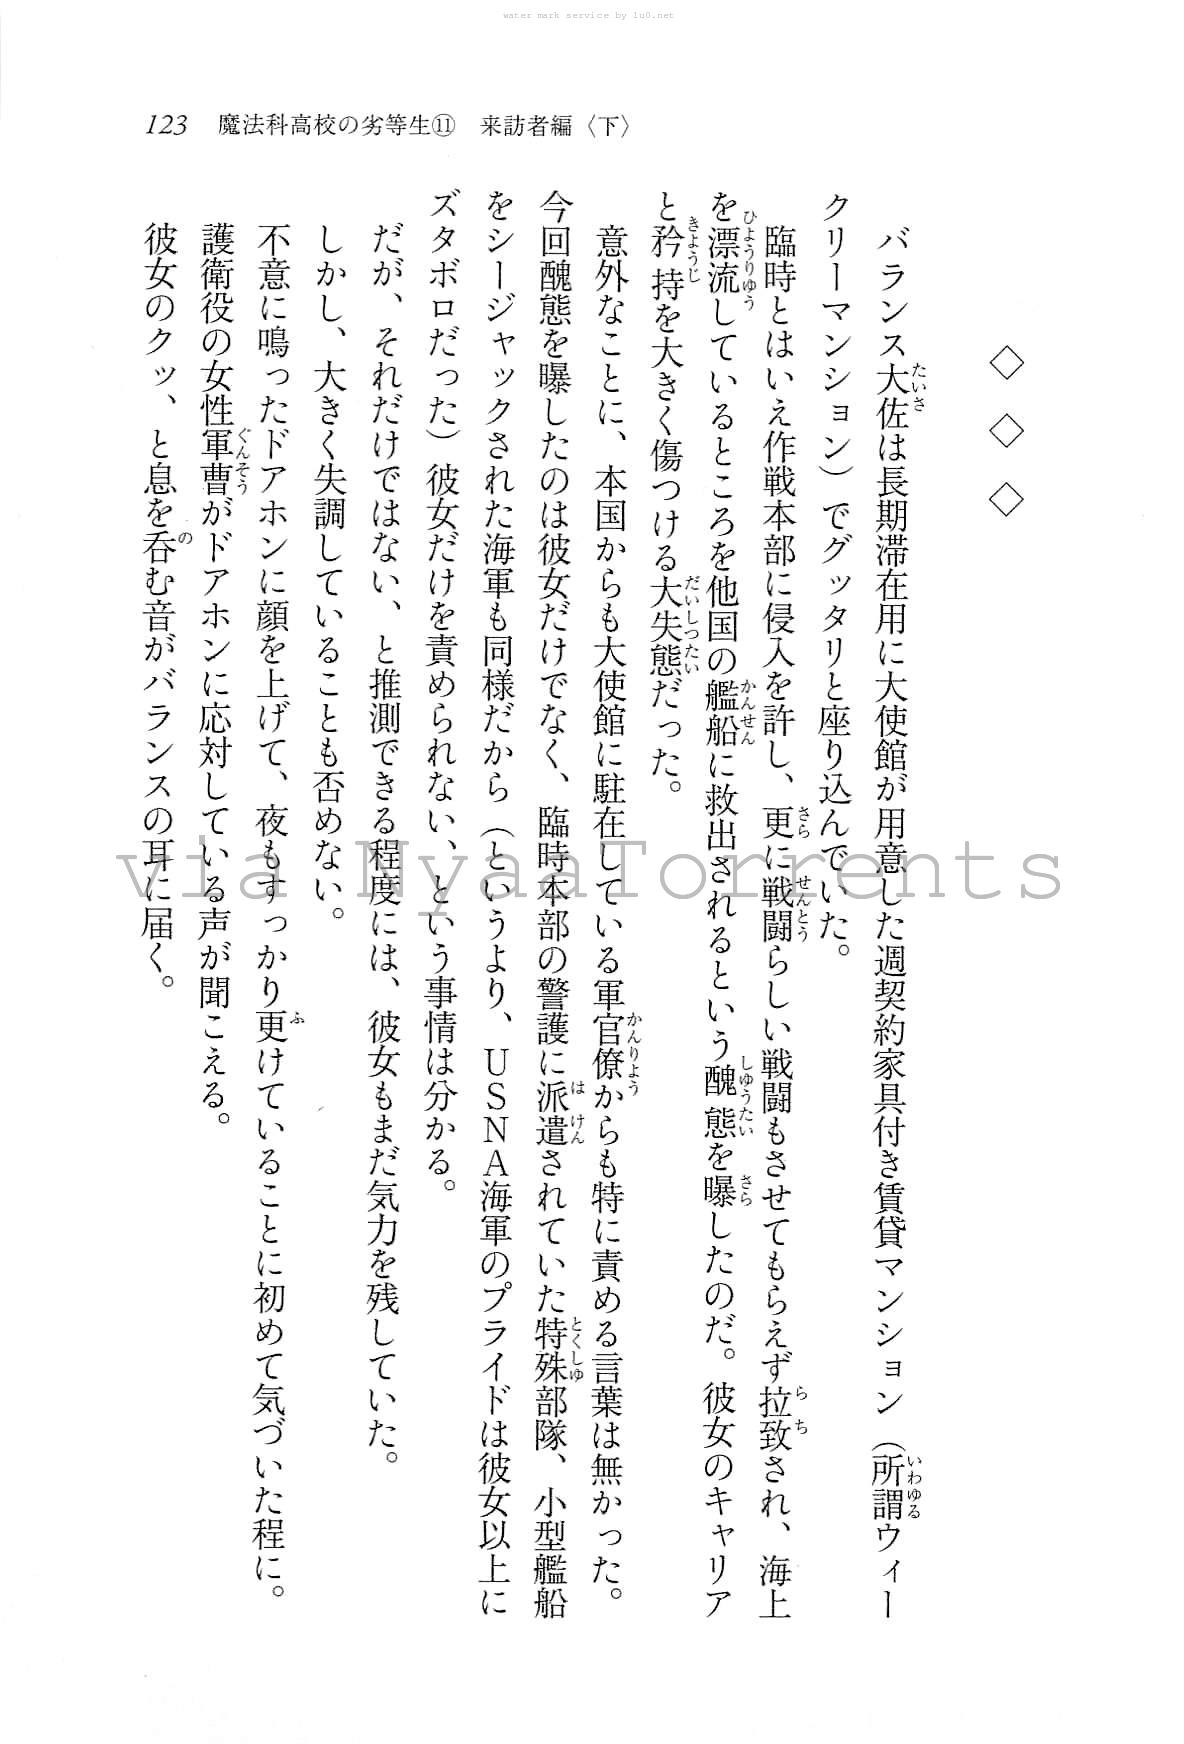 water mark service by lu0.net
123 魔法科高校の劣等生⑪ 来訪者編〈下〉
◇ ◇ ◇
バランス大佐は長期滞在用に大使館が用意した週契約家具付き賃貸マンション（所謂ウィー
クリーマンション）でグッタリと座り込んでいた。
臨時とはいえ作戦本部に侵入を許し、更に戦闘らしい戦闘もさせてもらえず拉致され、海上
を漂流しているところを他国の艦船に救出されるという醜態を曝したのだ。彼女のキャリア
と矜持を大きく傷つける大失態だった。
意外なことに、本国からも大使館に駐在している軍官僚からも特に責める言葉は無かった。
今回醜態を曝したのは彼女だけでなく、臨時本部の警護に派遣されていた特殊部隊、小型艦船
をシージャックされた海軍も同様だから（というより、ＵＳＮＡ海軍のプライドは彼女以上に
ズタボロだった）彼女だけを責められない、という事情は分かる。
だが、それだけではない、と推測できる程度には、彼女もまだ気力を残していた。
しかし、大きく失調していることも否めない。
不意に鳴ったドアホンに顔を上げて、夜もすっかり更けていることに初めて気づいた程に。
護衛役の女性軍曹がドアホンに応対している声が聞こえる。
彼女のクッ、と息を呑む音がバランスの耳に届く。
via NyaaTorrents